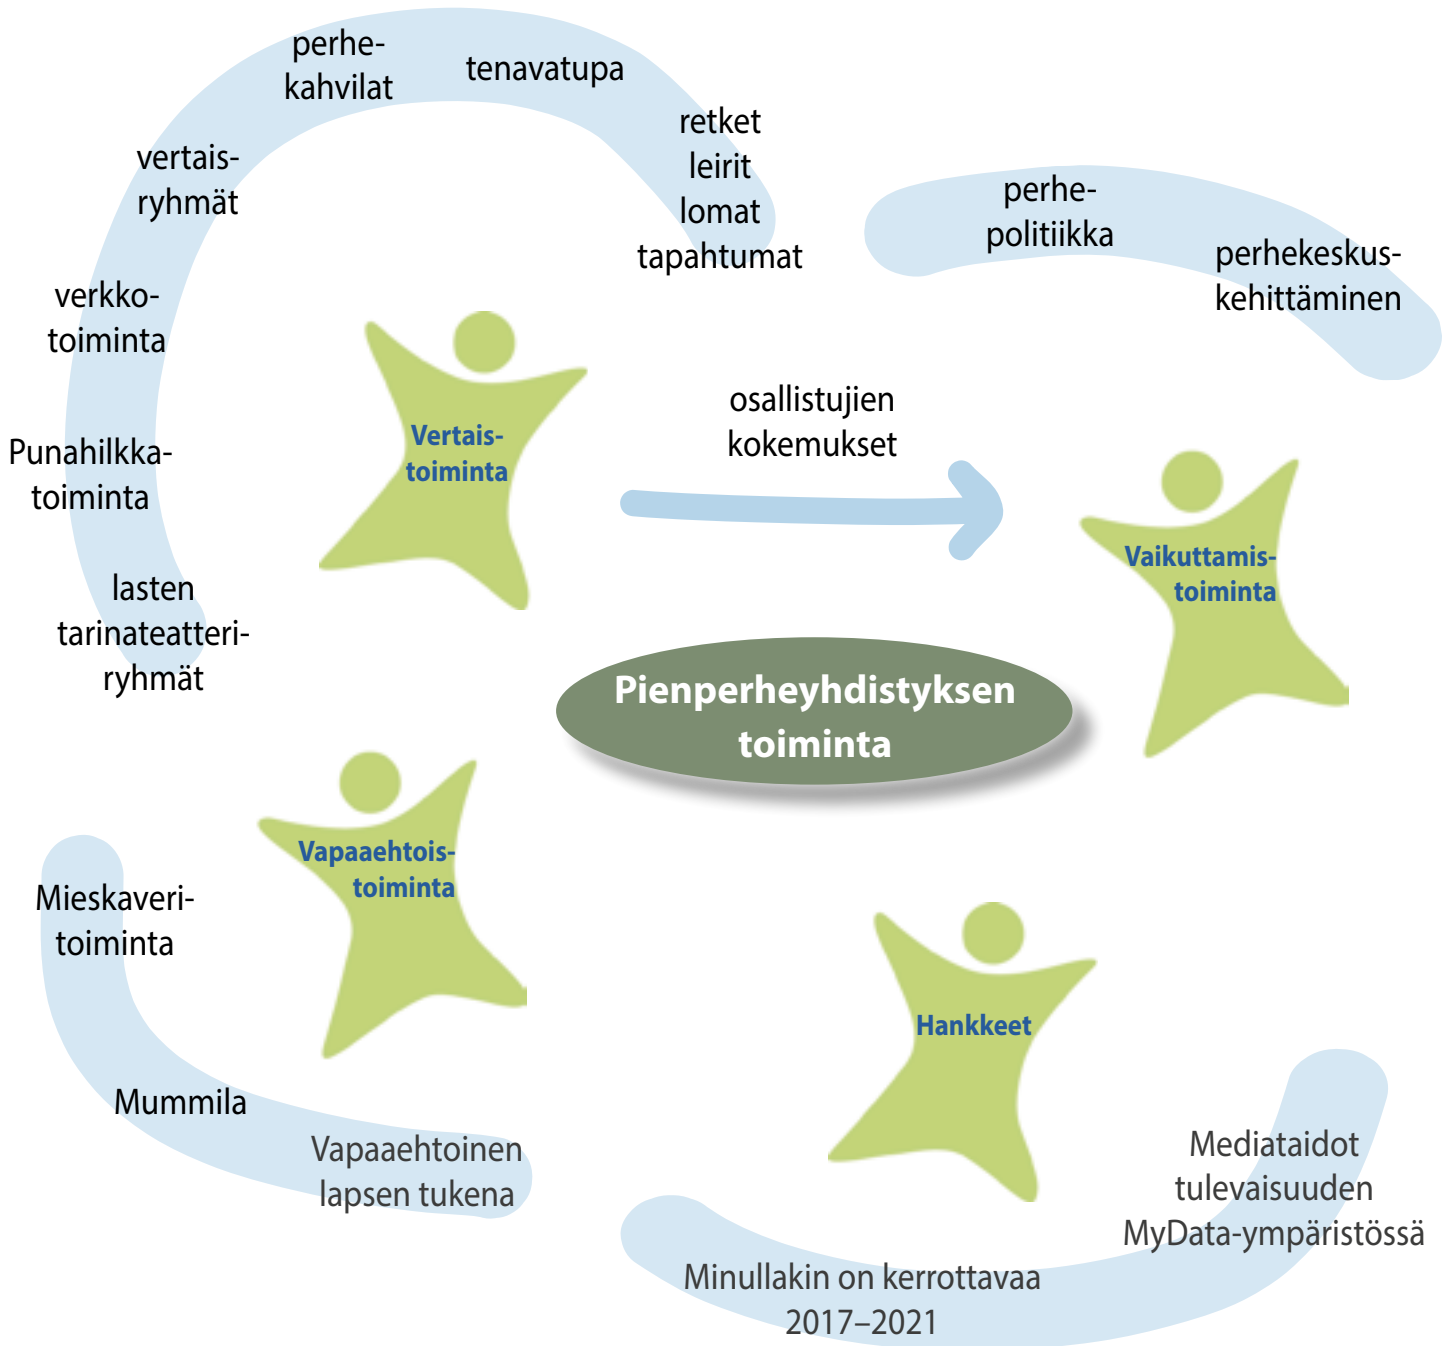 perhe-
kahvilat
tenavatupa
retket
leirit
lomat
tapahtumat
vertais-
ryhmät
verkko-
toiminta
Punahilkka-
toiminta
lasten
tarinateatteri-
ryhmät
Vertais-
toiminta
osallistujien
kokemukset
perhe-
politiikka
perhekeskus-
kehittäminen
Vaikuttamis-
toiminta
Pienperheyhdistyksen
toiminta
Vapaaehtois-
toiminta
Mieskaveri-
toiminta
Mummila
Vapaaehtoinen
lapsen tukena
Hankkeet
Minullakin on kerrottavaa
2017–2021
Mediataidot
tulevaisuuden
MyData-ympäristössä